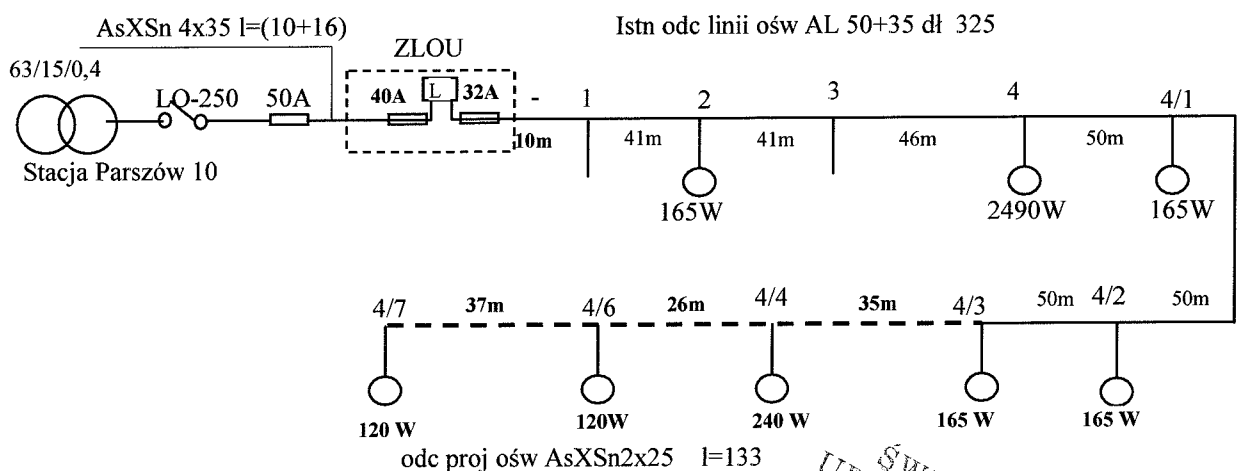 AsXSn 4x35 l=(10+16)
Istn odc linii ośw AL 50+35 dł 325
ZLOU
63/15/0,4
LO-250
50A
40A
L
32A
-
10m
1
41m
2
41m
3
46m
4
50m
4/1
Stacja Parszów 10
165W
2490W
165W
4/7
37m
4/6
26m
4/4
35m
4/3
50m
4/2
50m
120 W
120W
240 W
165 W
165 W
odc proj ośw AsXSn2x25 l=133